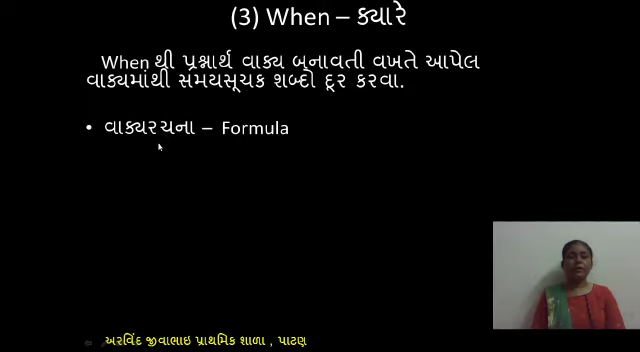 (3) When – ક્યારે
When થી પ્રશ્નાર્થ વાક્ય બનાવતી વખતે આપેલ
વાક્યમાંથી સમયસૂચક શબ્દો દૂર કરવા.
• વાક્યરચના – Formula
અરવિંદ જીવાભાઇ પ્રાથમિક શાળા , પાટણ